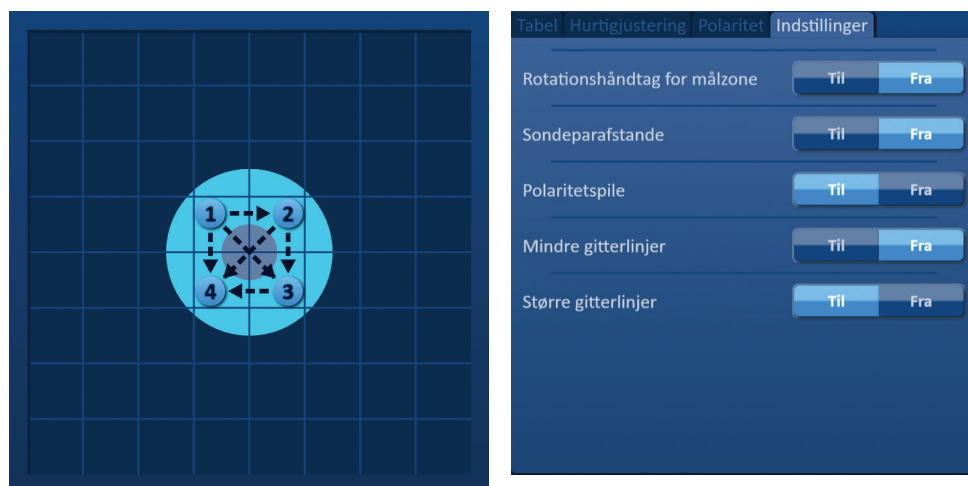 1 2
4 3
Tabel Hurtigjustering Polaritet Indstillinger
Rotationshåndtag for målzone Til Fra
Sondeparafstande Til Fra
Polaritetspile Til Fra
Mindre gitterlinjer Til Fra
Større gitterlinjer Til Fra